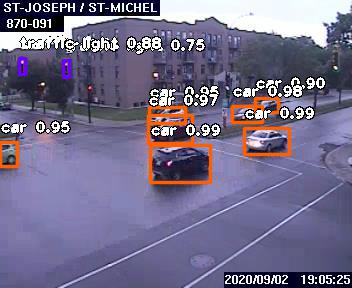 ST-JOSEPH / ST-MICHEL
870-091
traffic light 0.88
0.75
car 0.95
car 0.97
car 0.99
car 0.98
car 0.90
car 0.99
car 0.95
2020/09/02 19:05:25